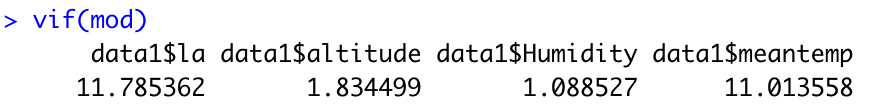 > vif(mod)
data1$la data1$altitude data1$Humidity data1$meantemp
11.785362 1.834499 1.088527 11.013558